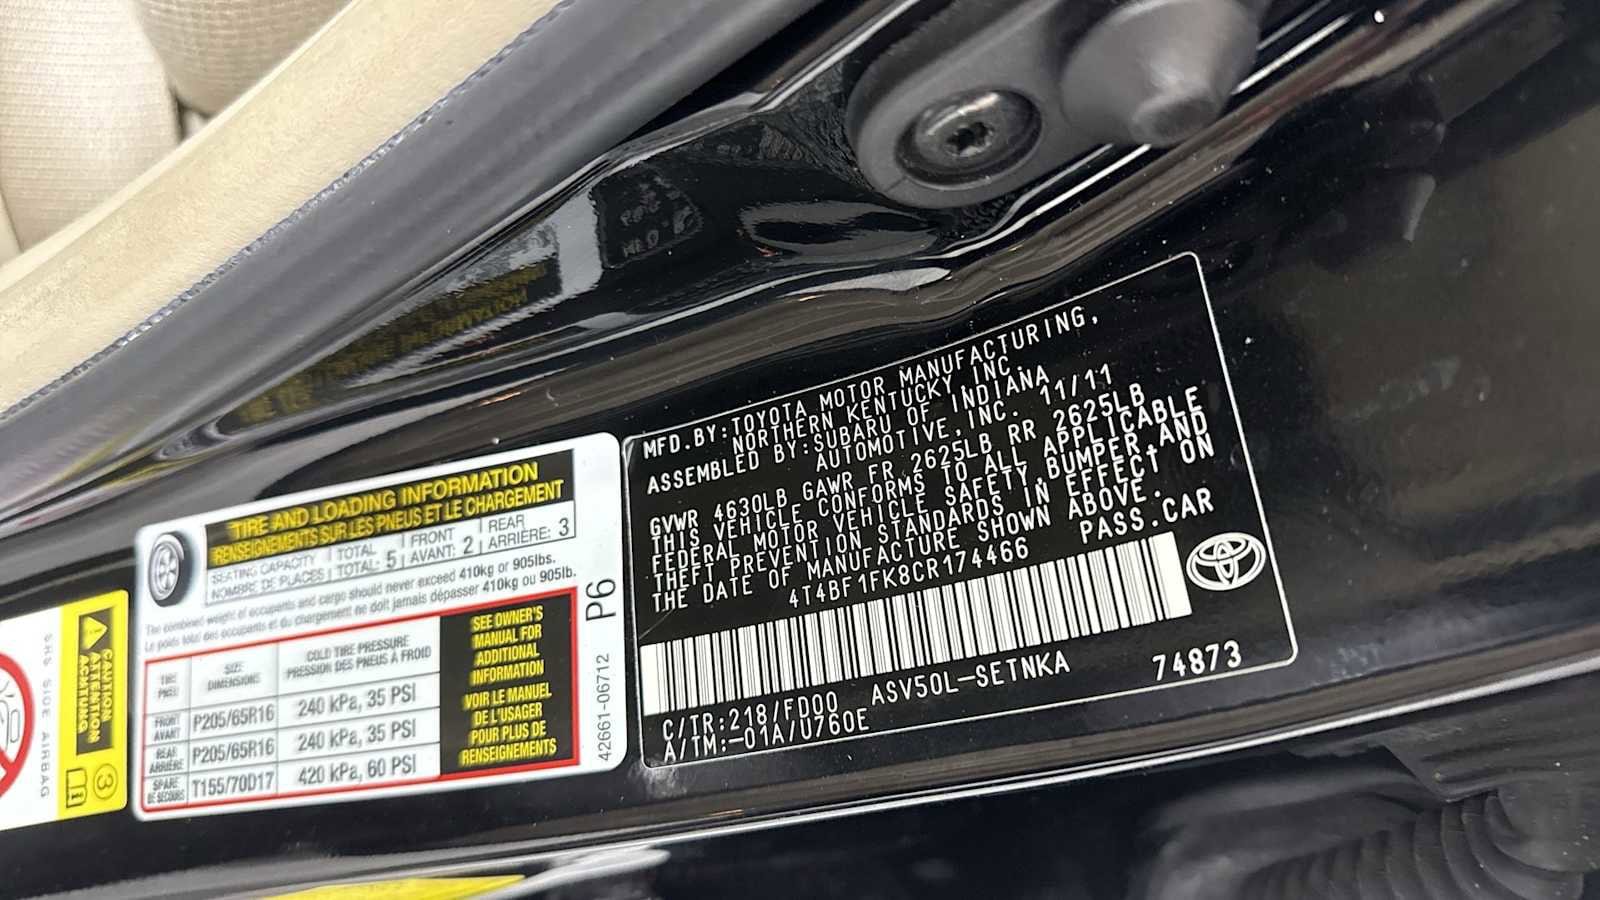 MFD.BY:TOYOTA MOTOR MANUFACTURING,
NORTHERN KENTUCKY, INC.
ASSEMBLED BY:SUBARU OF INDIANA
AUTOMOTIVE,INC. 11/11
GVWR 4630LB GAWR FR 2625LB RR 2625LB
THIS VEHICLE CONFORMS TO ALL APPLICABLE
FEDERAL MOTOR VEHICLE SAFETY,BUMPER,AND
THEFT PREVENTION STANDARDS IN EFFECT ON
THE DATE OF MANUFACTURE SHOWN ABOVE.
4T4BF1FK8CR174466 PASS.CAR
C/TR:218/FD00 ASV50L-SETNKA 74873
A/TM:-01A/U760E
TIRE AND LOADING INFORMATION
RENSEIGNEMENTS SUR LES PNEUS ET LE CHARGEMENT
SEATING CAPACITY TOTAL 5 FRONT 2 REAR 3
NOMBRE DE PLACES TOTAL: AVANT: ARRIÈRE:
The combined weight of occupants and cargo should never exceed 410kg or 905lbs.
Le poids total des occupants et du chargement ne doit jamais dépasser 410kg ou 905lb.
TIRE SIZE COLD TIRE PRESSURE
PNEU DIMENSIONS PRESSION DES PNEUS À FROID
FRONT AVANT P205/65R16 240 kPa, 35 PSI
REAR ARRIÈRE P205/65R16 240 kPa, 35 PSI
SPARE DE SECOURS T155/70D17 420 kPa, 60 PSI
SEE OWNER'S
MANUAL FOR
ADDITIONAL
INFORMATION
VOIR LE MANUEL
DE L'USAGER
POUR PLUS DE
RENSEIGNEMENTS
P6
42661-06712
CAUTION
ATTENTION
ACTUNG
3
SRS SIDE AIRBAG